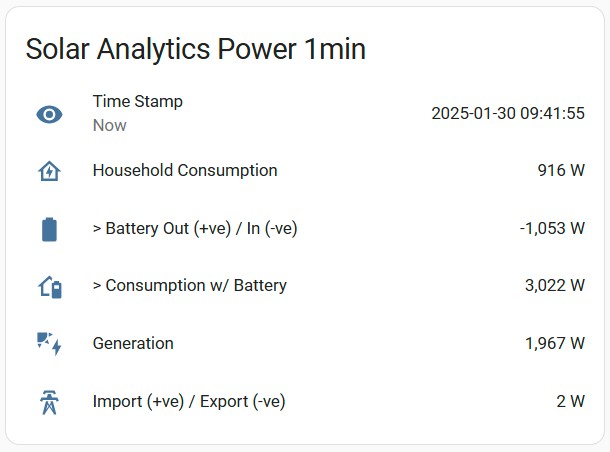 Solar Analytics Power 1min
Time Stamp
Now
2025-01-30 09:41:55
Household Consumption 916 W
> Battery Out (+ve) / In (-ve) -1,053 W
> Consumption w/ Battery 3,022 W
Generation 1,967 W
Import (+ve) / Export (-ve) 2 W